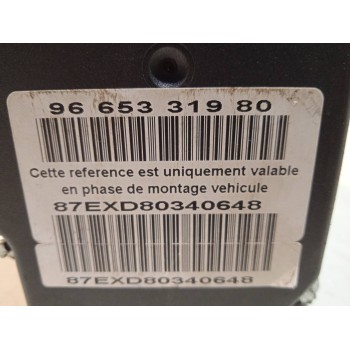 96 653 319 80
Cette reference est uniquement valable
en phase de montage vehicule
87EXD80340648
87EXD80340648